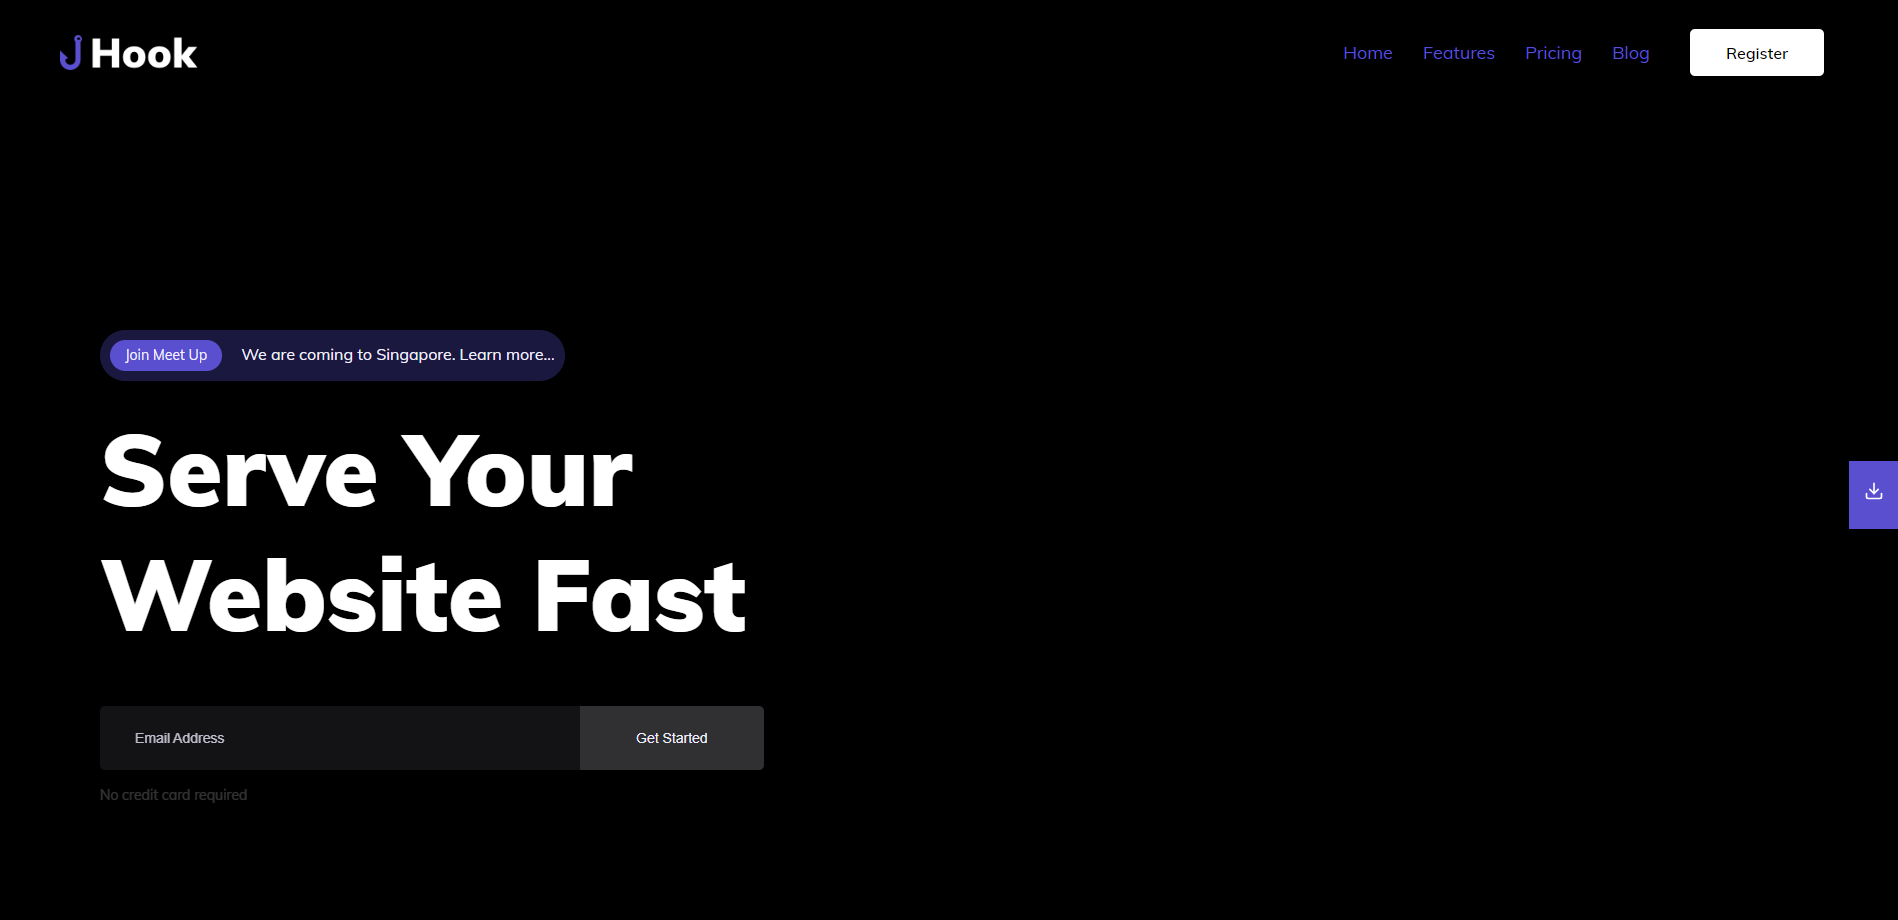 Hook
Home
Features
Pricing
Blog
Register
Join Meet Up
We are coming to Singapore. Learn more...
Serve Your
Website Fast
Email Address
Get Started
No credit card required